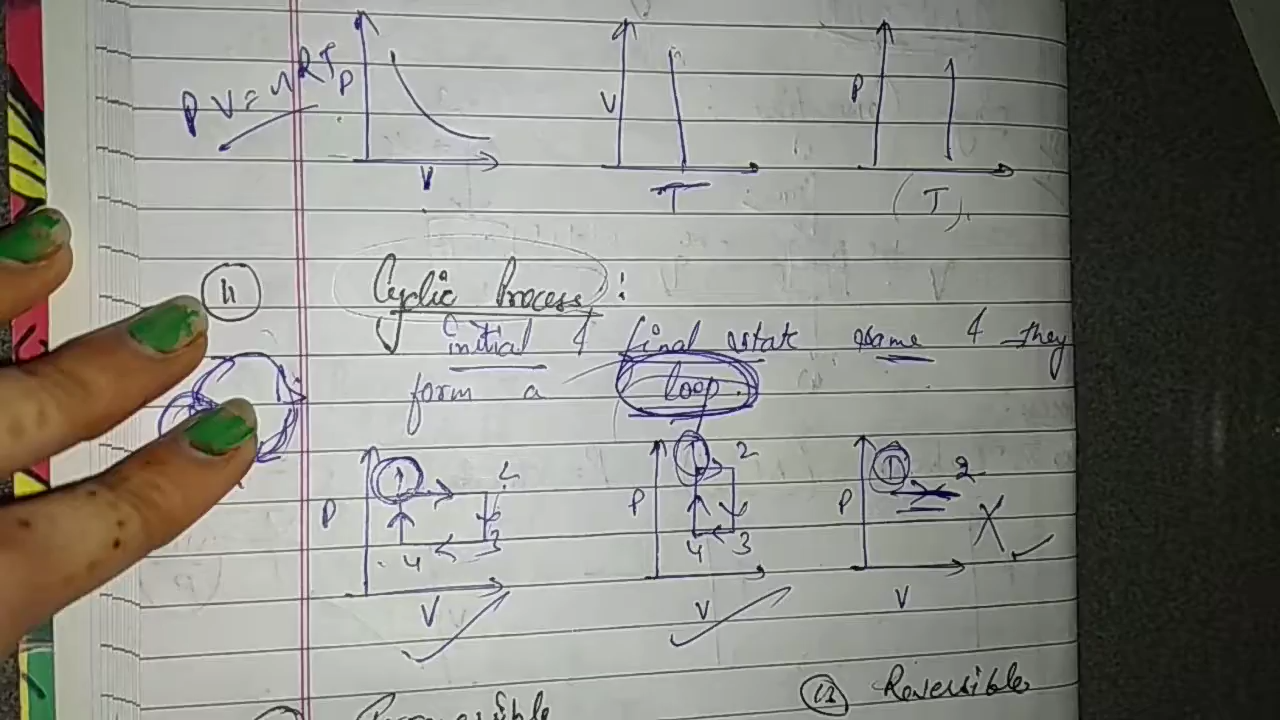 PV = nRT
P
V
V
T
P
(T).
11
Cyclic Process:
initial & final state same & they
form a loop.
P
1
2
3
4
V
P
1
2
3
4
V
P
1
2
V
12 Reversible